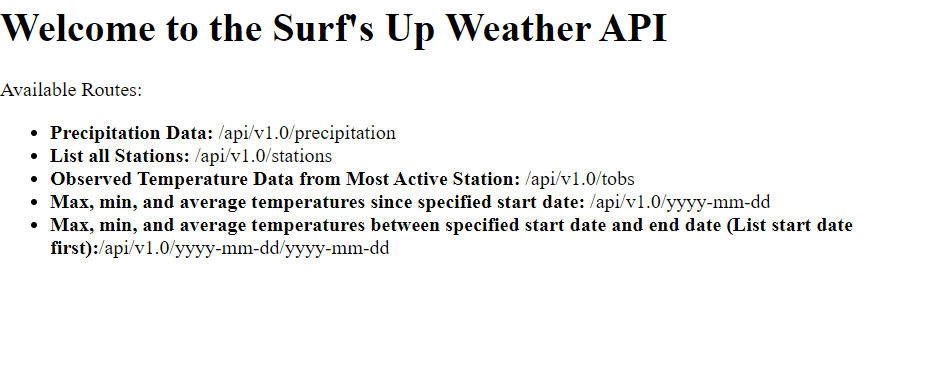 Welcome to the Surf's Up Weather API
Available Routes:
• Precipitation Data: /api/v1.0/precipitation
• List all Stations: /api/v1.0/stations
• Observed Temperature Data from Most Active Station: /api/v1.0/tobs
• Max, min, and average temperatures since specified start date: /api/v1.0/yyyy-mm-dd
• Max, min, and average temperatures between specified start date and end date (List start date
first):/api/v1.0/yyyy-mm-dd/yyyy-mm-dd